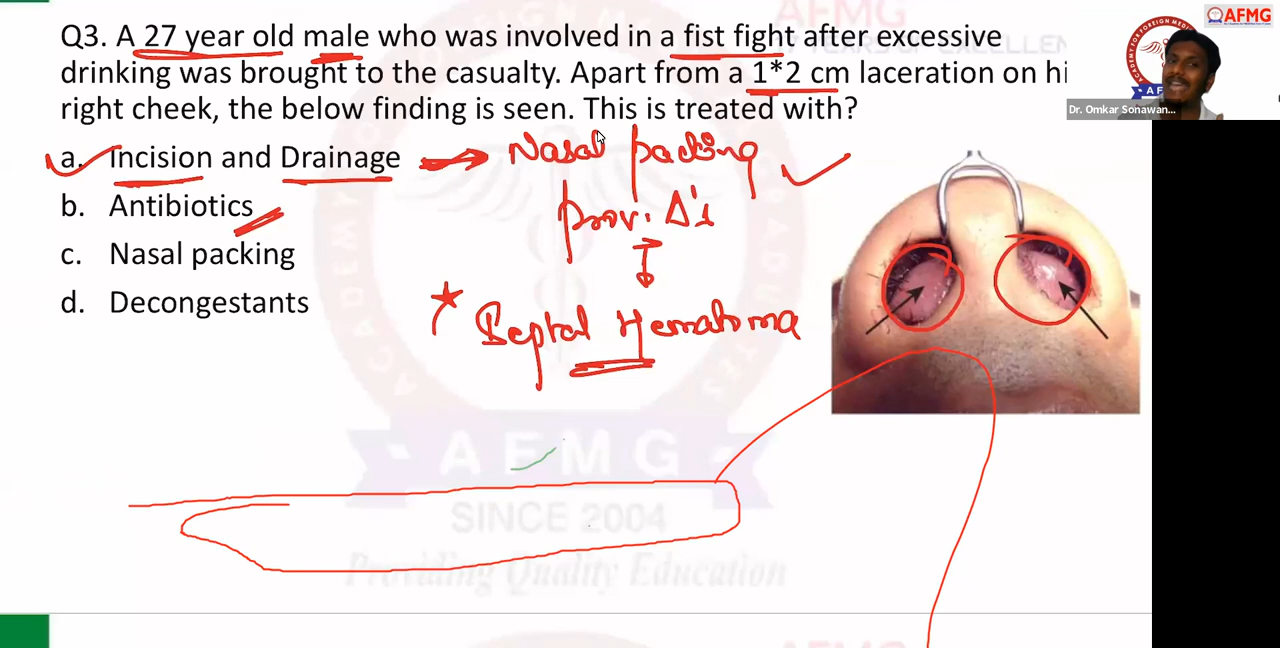 AFMG
Q3. A 27 year old male who was involved in a fist fight after excessive
drinking was brought to the casualty. Apart from a 1*2 cm laceration on hi
right cheek, the below finding is seen. This is treated with?
Dr. Omkar Sonawan...
a. Incision and Drainage → Nasal packing
b. Antibiotics
prov. Δ's
c. Nasal packing
d. Decongestants
Septal Hematoma
AFMG
SINCE 2004
Providing Quality Education